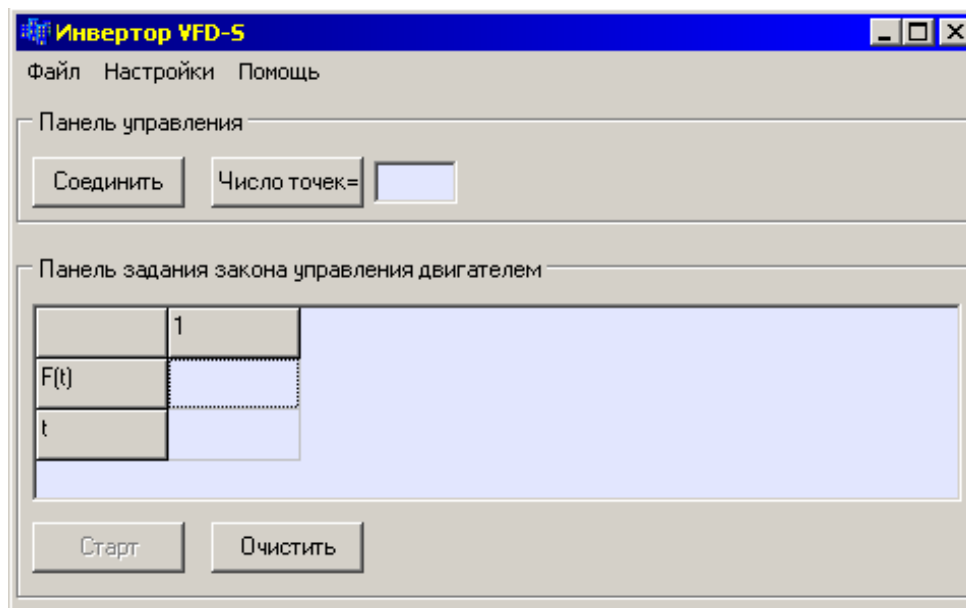 Инвертор VFD-S
Файл Настройки Помощь
Панель управления
Соединить Число точек=
Панель задания закона управления двигателем
1
F(t)
t
Старт Очистить